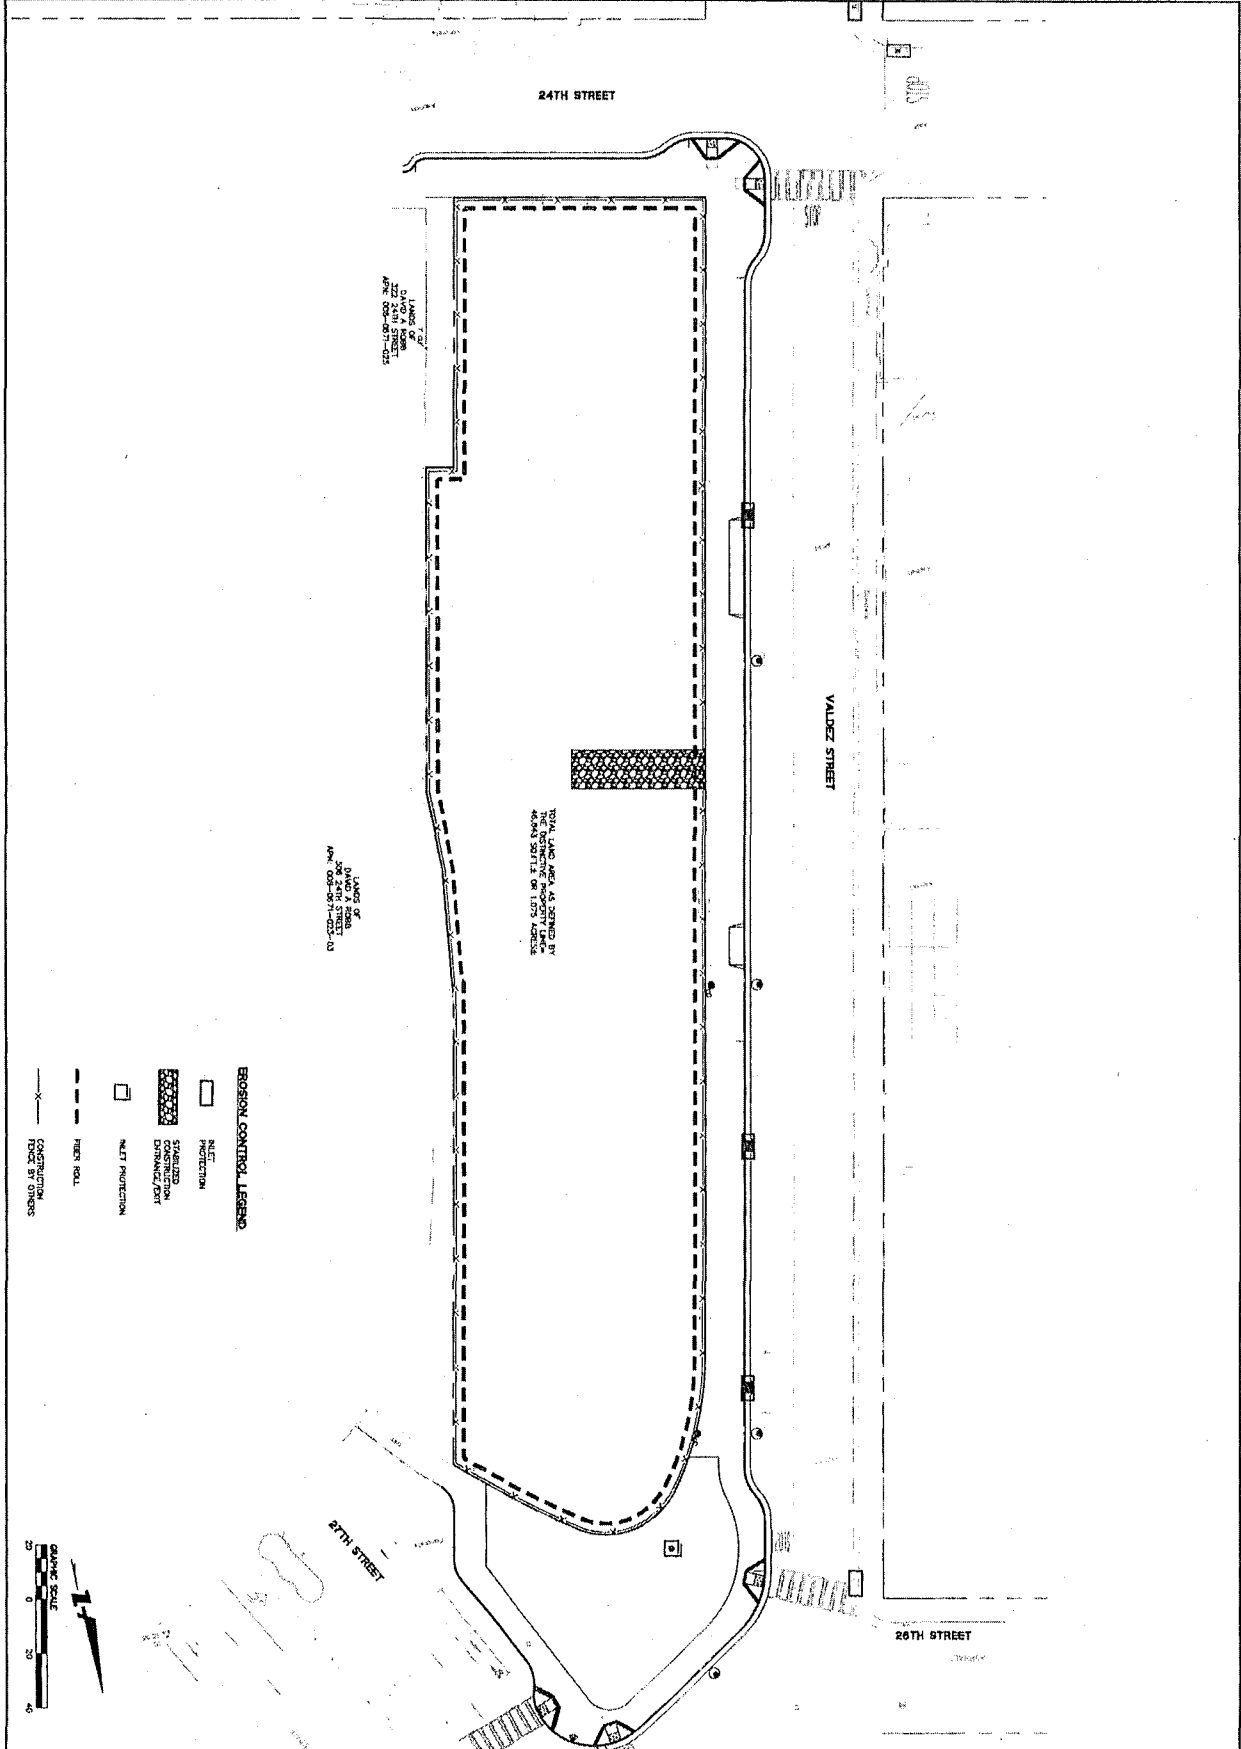 24TH STREET
STOP
LANDS OF
DAVID A ROBB
322 24TH STREET
APN: 008-0671-023
VALDEZ STREET
TOTAL LAND AREA AS DEFINED BY
THE DISTINCTIVE PROPERTY LINE=
SQ.FT.± OR 1.075 ACRES±
LANDS OF
DAVID A ROBB
306 24TH STREET
APN: 008-0671-023-03
EROSION CONTROL LEGEND
INLET
PROTECTION
STABILIZED
CONSTRUCTION
ENTRANCE/EXIT
INLET PROTECTION
FIBER ROLL
CONSTRUCTION
FENCE BY OTHERS
27TH STREET
26TH STREET
GRAPHIC SCALE
20 0 20 40